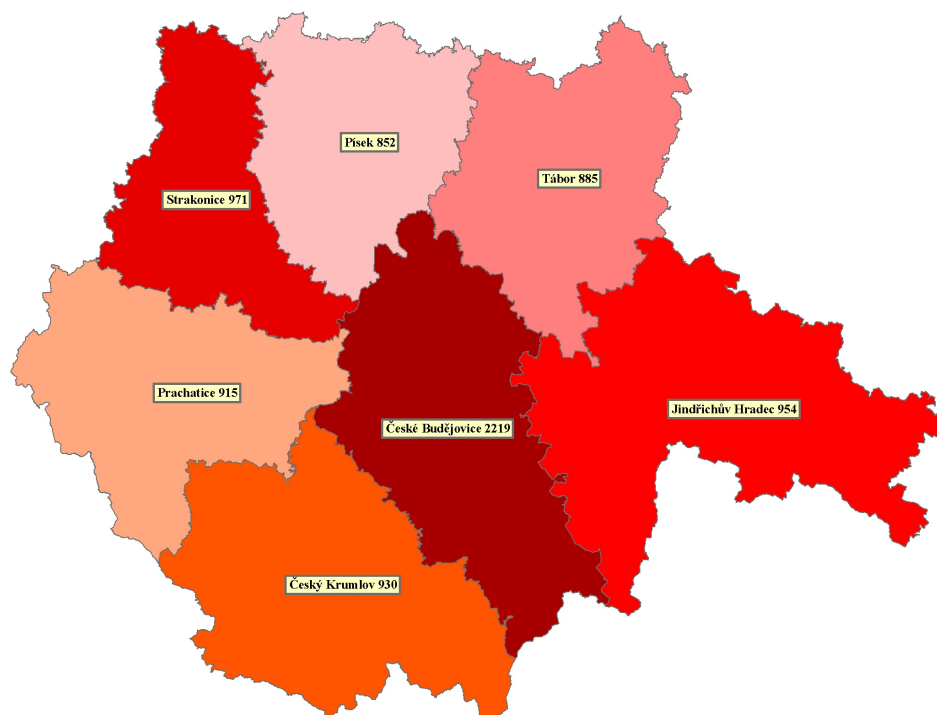 Písek 852
Tábor 885
Strakonice 971
Prachatice 915
Jindřichův Hradec 954
České Budějovice 2219
Český Krumlov 930